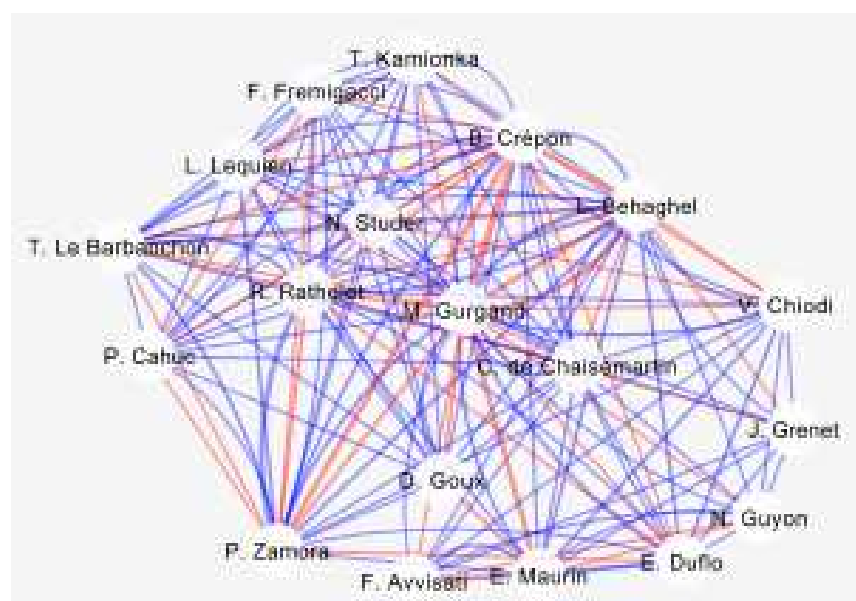 T. Kamionka
F. Fremigacci
B. Crépon
L. Lequien
L. Behaghel
N. Studer
T. Le Barbanchon
R. Rathelot
V. Chiodi
M. Gurgand
P. Cahuc
C. de Chaisemartin
J. Grenet
D. Goux
N. Guyon
P. Zamora
E. Duflo
F. Avvisati
E. Maurin